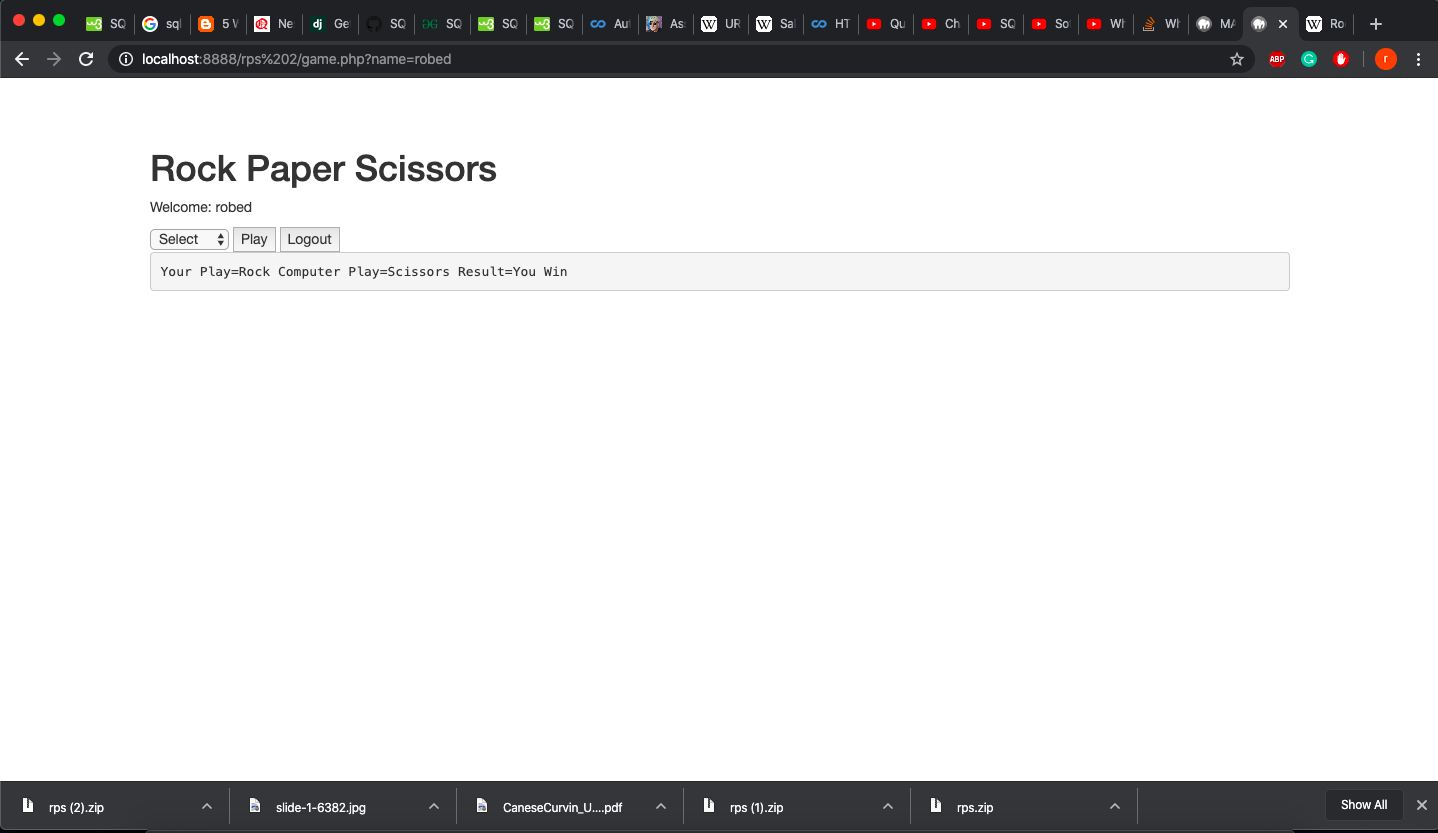 SQ sql 5 W Ne Ge SQ SQ SQ SQ Aut As UR Sal HT Qu Ch SQ So Wh Wh MA Ro
localhost:8888/rps%202/game.php?name=robed ABP r
Rock Paper Scissors
Welcome: robed
Select Play Logout
Your Play=Rock Computer Play=Scissors Result=You Win
rps (2).zip slide-1-6382.jpg CaneseCurvin_U....pdf rps (1).zip rps.zip Show All